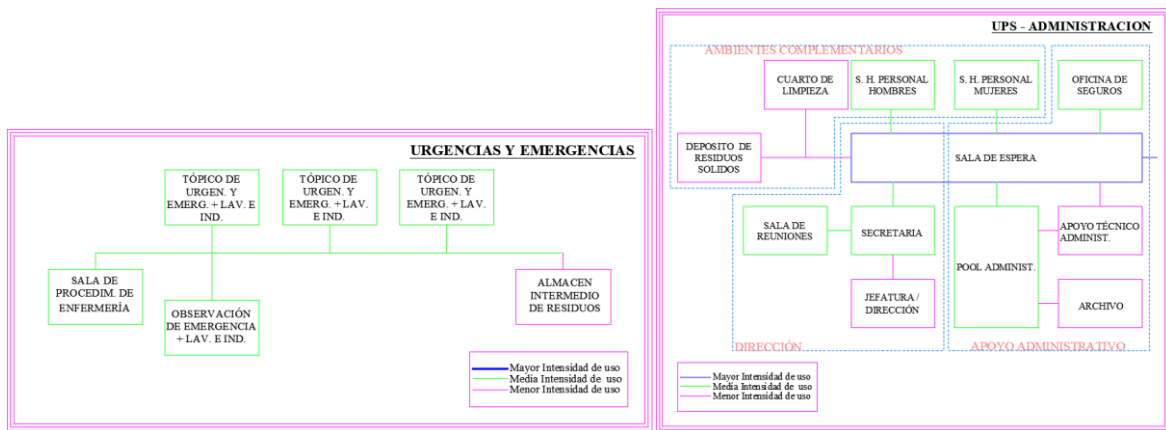 URGENCIAS Y EMERGENCIAS
TÓPICO DE
URGEN. Y
EMERG. + LAV. E
IND.
TÓPICO DE
URGEN. Y
EMERG. + LAV. E
IND.
TÓPICO DE
URGEN. Y
EMERG. + LAV. E
IND.
SALA DE
PROCEDIM. DE
ENFERMERÍA
OBSERVACIÓN
DE EMERGENCIA
+ LAV. E IND.
ALMACEN
INTERMEDIO
DE RESIDUOS
Mayor Intensidad de uso
Media Intensidad de uso
Menor Intensidad de uso
UPS - ADMINISTRACION
AMBIENTES COMPLEMENTARIOS
CUARTO DE
LIMPIEZA
S. H. PERSONAL
HOMBRES
S. H. PERSONAL
MUJERES
OFICINA DE
SEGUROS
DEPOSITO DE
RESIDUOS
SOLIDOS
SALA DE ESPERA
SALA DE
REUNIONES
SECRETARIA
POOL ADMINIST.
APOYO TÉCNICO
ADMINIST.
JEFATURA /
DIRECCIÓN
ARCHIVO
DIRECCIÓN
APOYO ADMINISTRATIVO
Mayor Intensidad de uso
Media Intensidad de uso
Menor Intensidad de uso